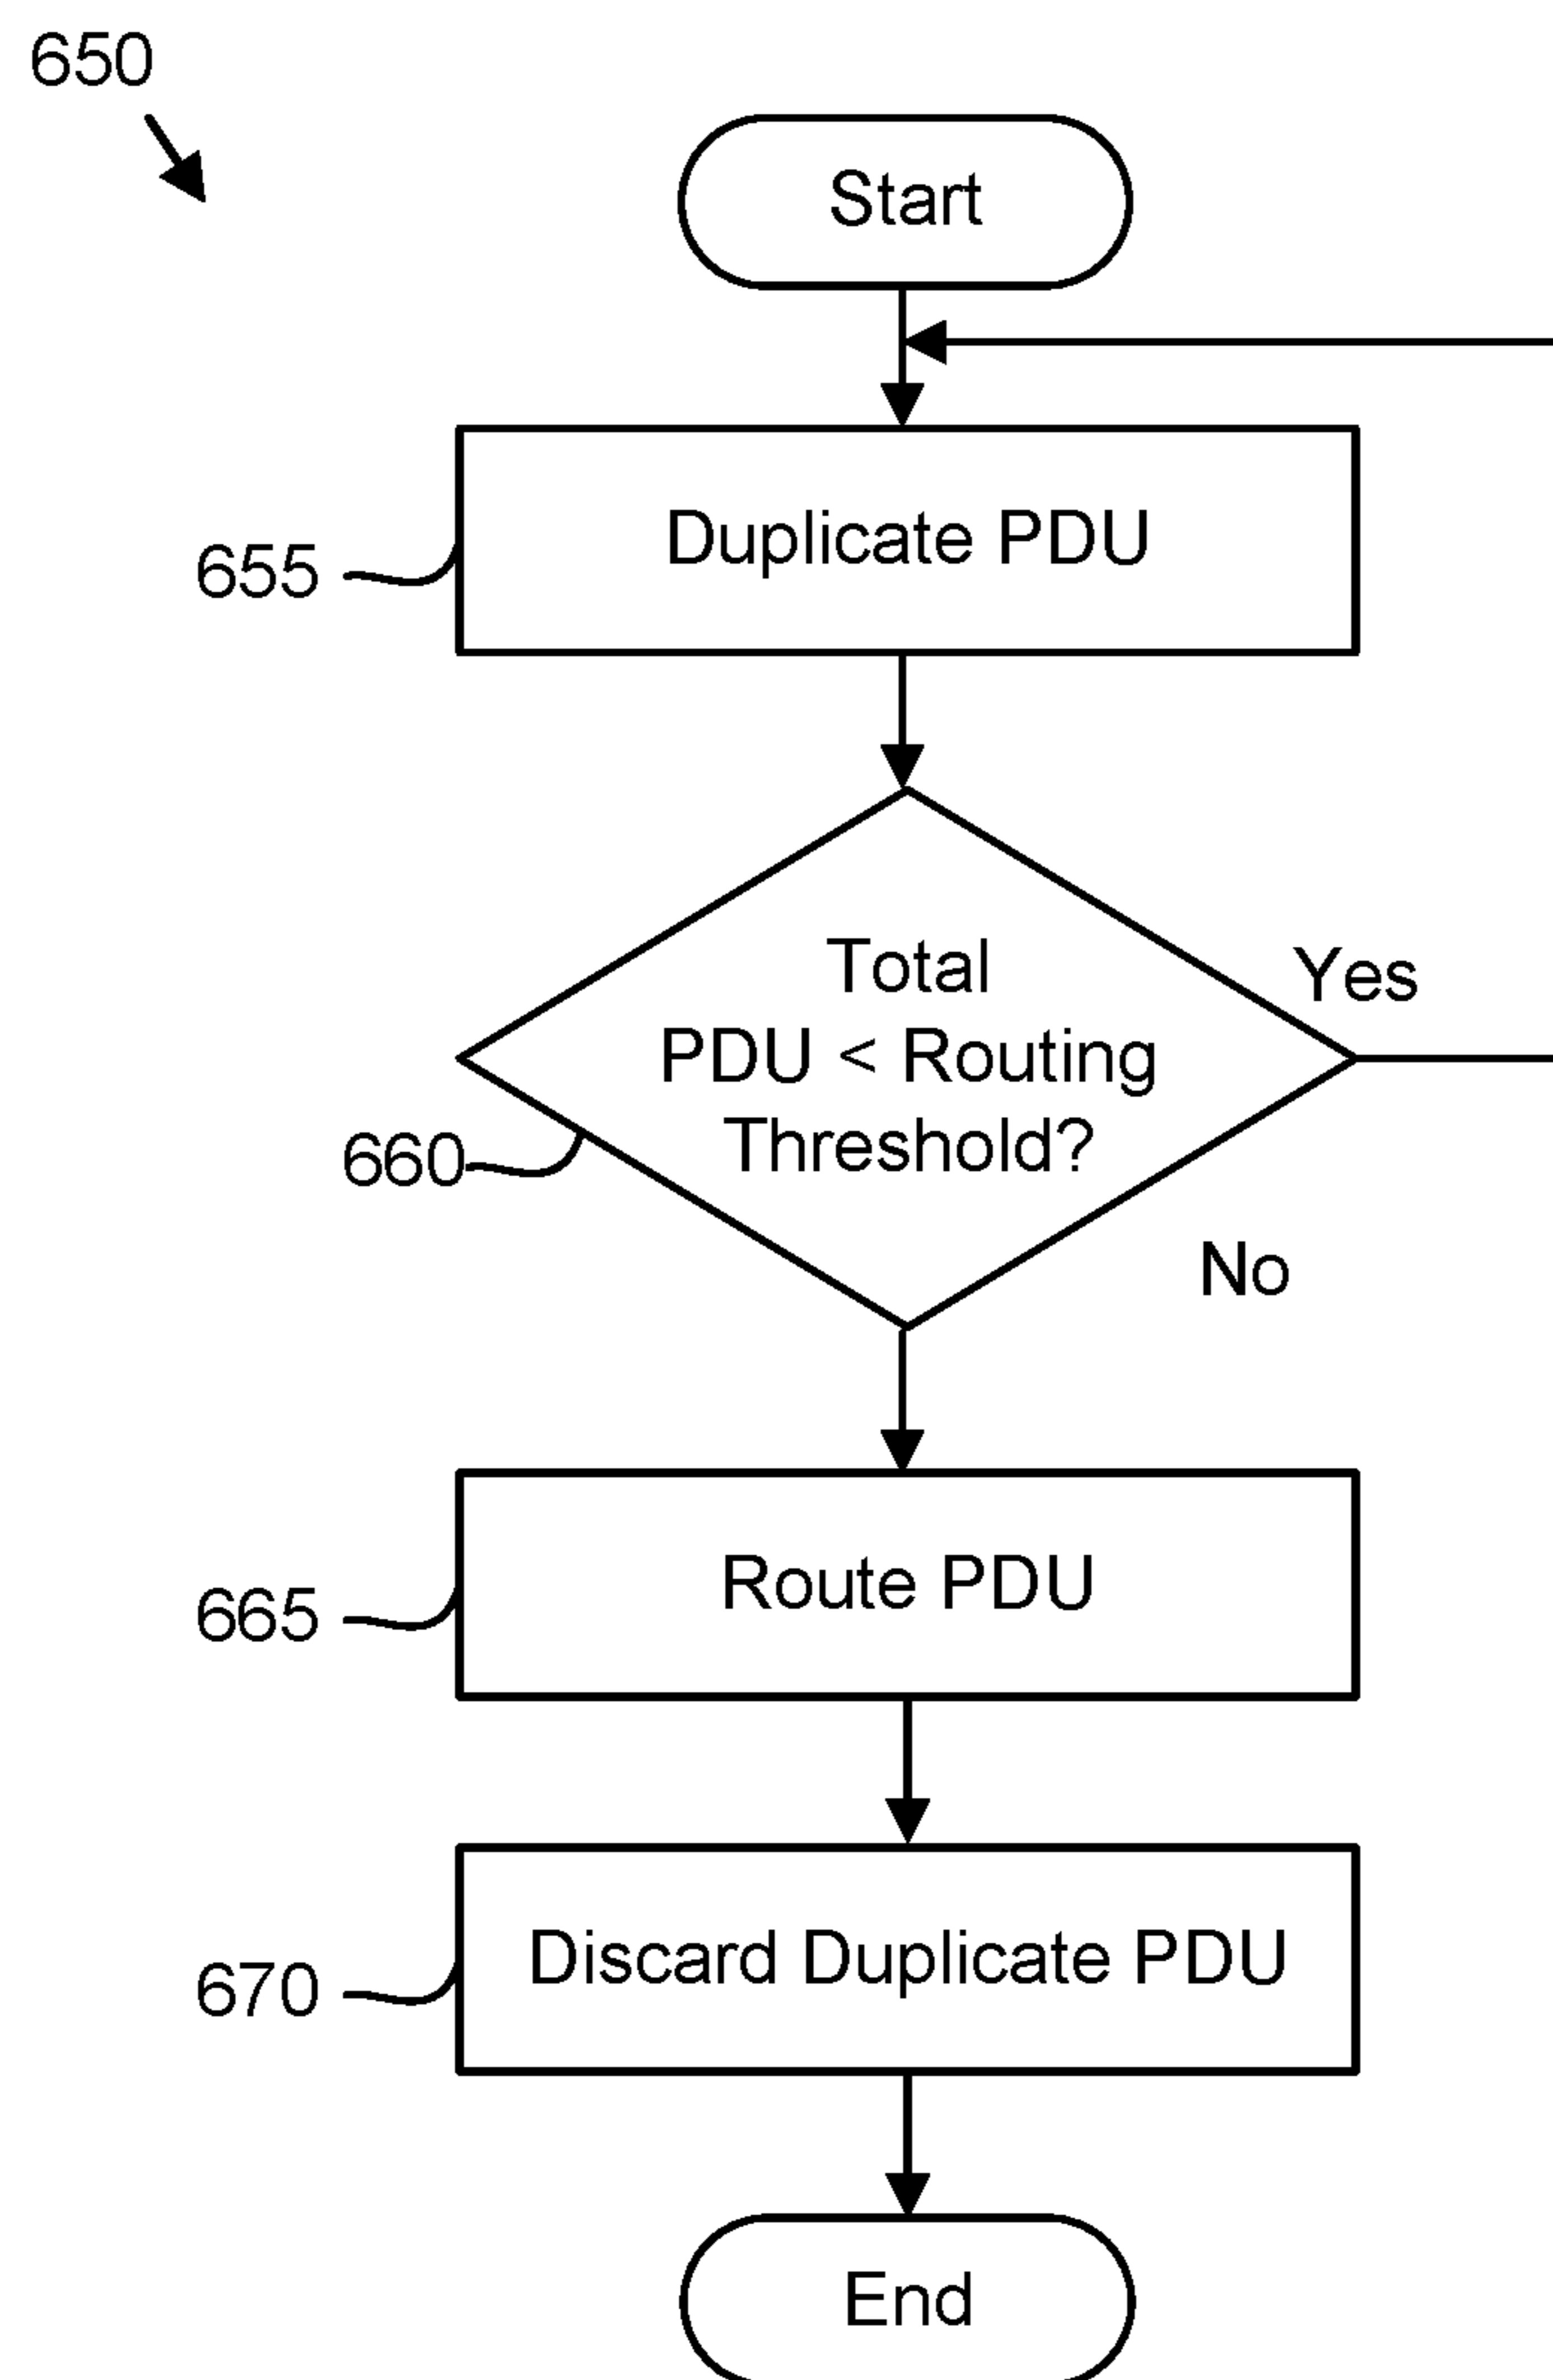 650
Start
Duplicate PDU
655
Total
PDU < Routing
Threshold?
Yes
660
No
Route PDU
665
Discard Duplicate PDU
670
End